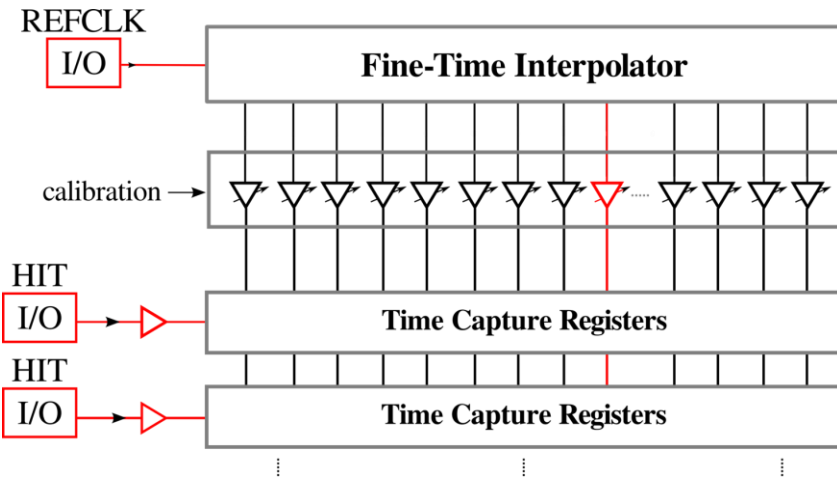 REFCLK
I/O
Fine-Time Interpolator
calibration
HIT
I/O
Time Capture Registers
HIT
I/O
Time Capture Registers